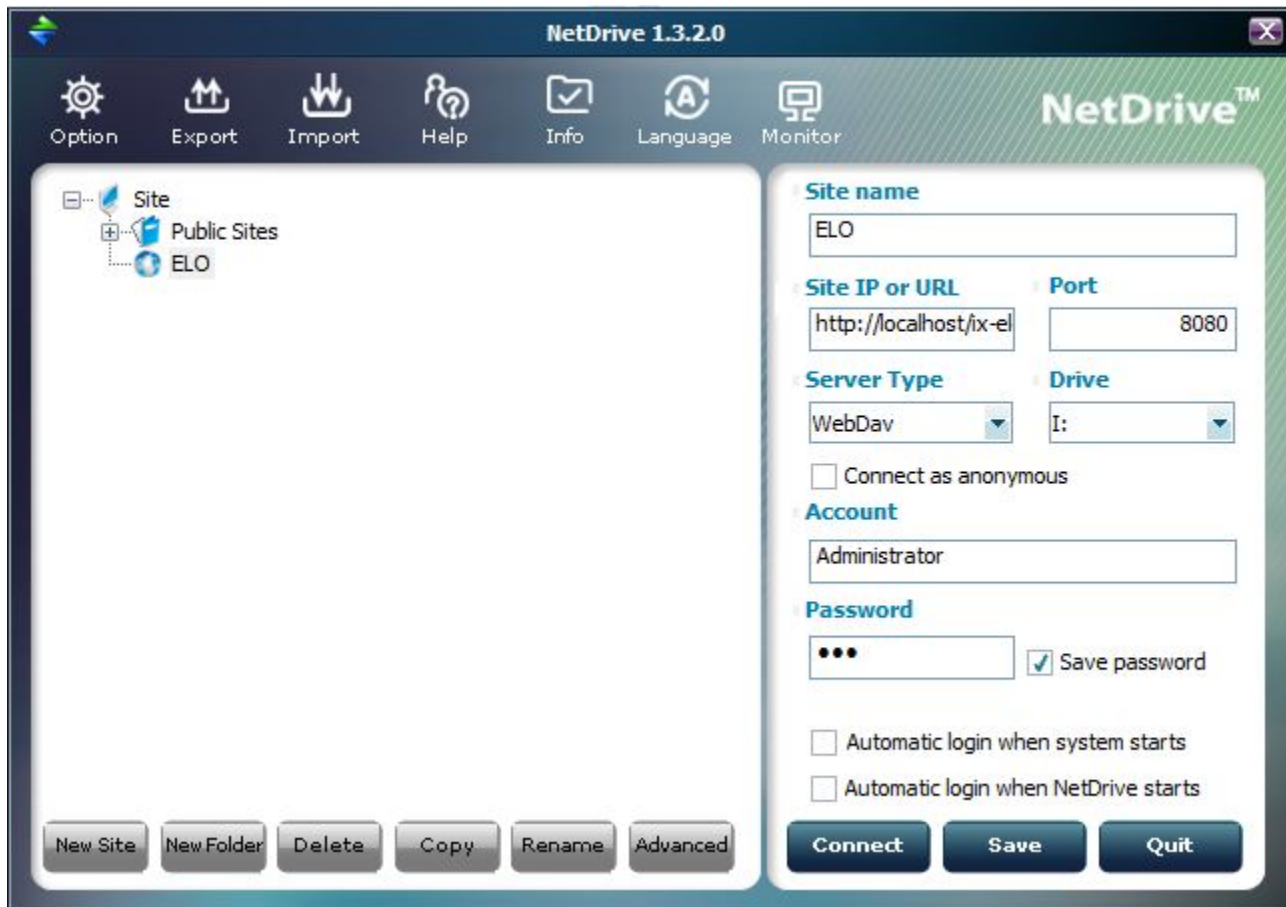 NetDrive 1.3.2.0
Option Export Import Help Info Language Monitor
NetDrive™
Site
Public Sites
ELO
New Site New Folder Delete Copy Rename Advanced
Site name
ELO
Site IP or URL Port
http://localhost/ix-el 8080
Server Type Drive
WebDav I:
Connect as anonymous
Account
Administrator
Password
●●● Save password
Automatic login when system starts
Automatic login when NetDrive starts
Connect Save Quit